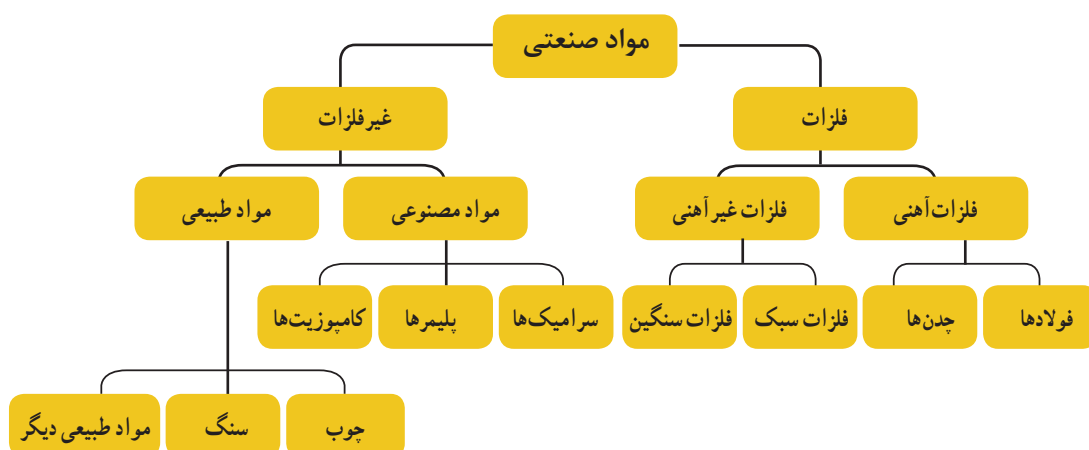 مواد صنعتی
فلزات
غیرفلزات
فلزات آهنی
فلزات غیرآهنی
مواد مصنوعی
مواد طبیعی
فولادها
چدن‌ها
فلزات سبک
فلزات سنگین
سرامیک‌ها
پلیمرها
کامپوزیت‌ها
چوب
سنگ
مواد طبیعی دیگر